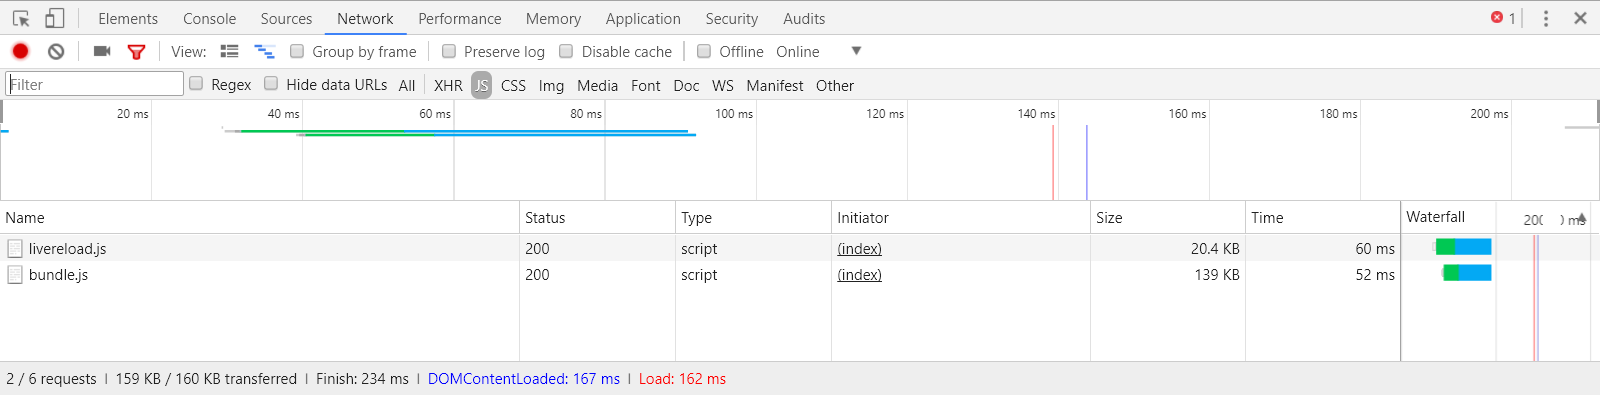 Elements Console Sources Network Performance Memory Application Security Audits 1
View: Group by frame Preserve log Disable cache Offline Online
Filter Regex Hide data URLs All XHR JS CSS Img Media Font Doc WS Manifest Other
20 ms 40 ms 60 ms 80 ms 100 ms 120 ms 140 ms 160 ms 180 ms 200 ms
Name Status Type Initiator Size Time Waterfall
livereload.js 200 script (index) 20.4 KB 60 ms
bundle.js 200 script (index) 139 KB 52 ms
2 / 6 requests | 159 KB / 160 KB transferred | Finish: 234 ms | DOMContentLoaded: 167 ms | Load: 162 ms